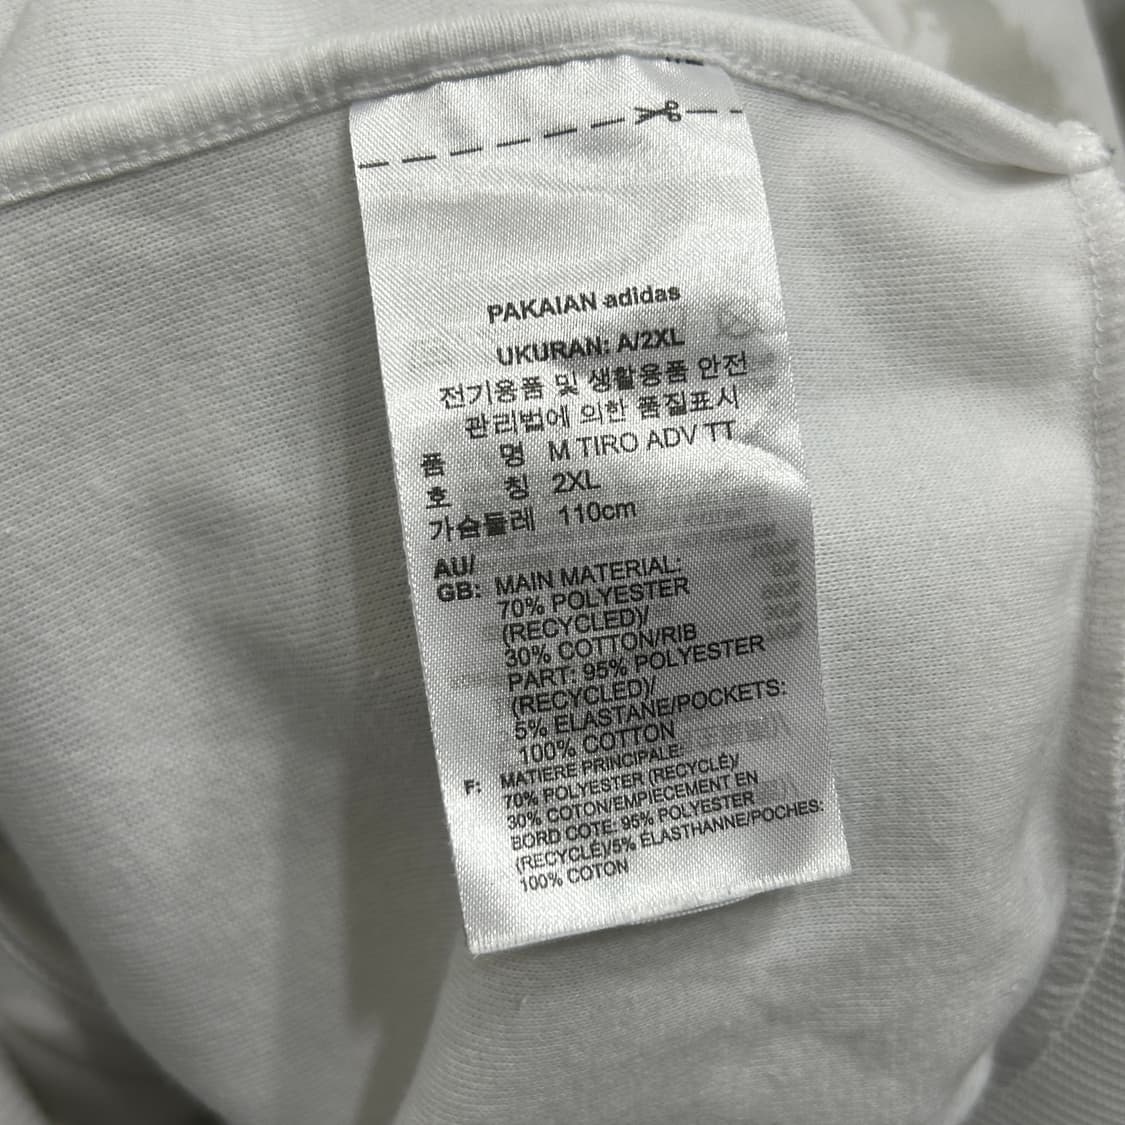 PAKAIAN adidas
UKURAN: A/2XL
전기용품 및 생활용품 안전
관리법에 의한 품질표시
품 명 M TIRO ADV TT
호 칭 2XL
가슴둘레 110cm
AU/
GB: MAIN MATERIAL:
70% POLYESTER
(RECYCLED)/
30% COTTON/RIB
PART: 95% POLYESTER
(RECYCLED)/
5% ELASTANE/POCKETS:
100% COTTON
F: MATIERE PRINCIPALE:
70% POLYESTER (RECYCLÉ)/
30% COTON/EMPIECEMENT EN
BORD COTE: 95% POLYESTER
(RECYCLÉ)/5% ÉLASTHANNE/POCHES:
100% COTON